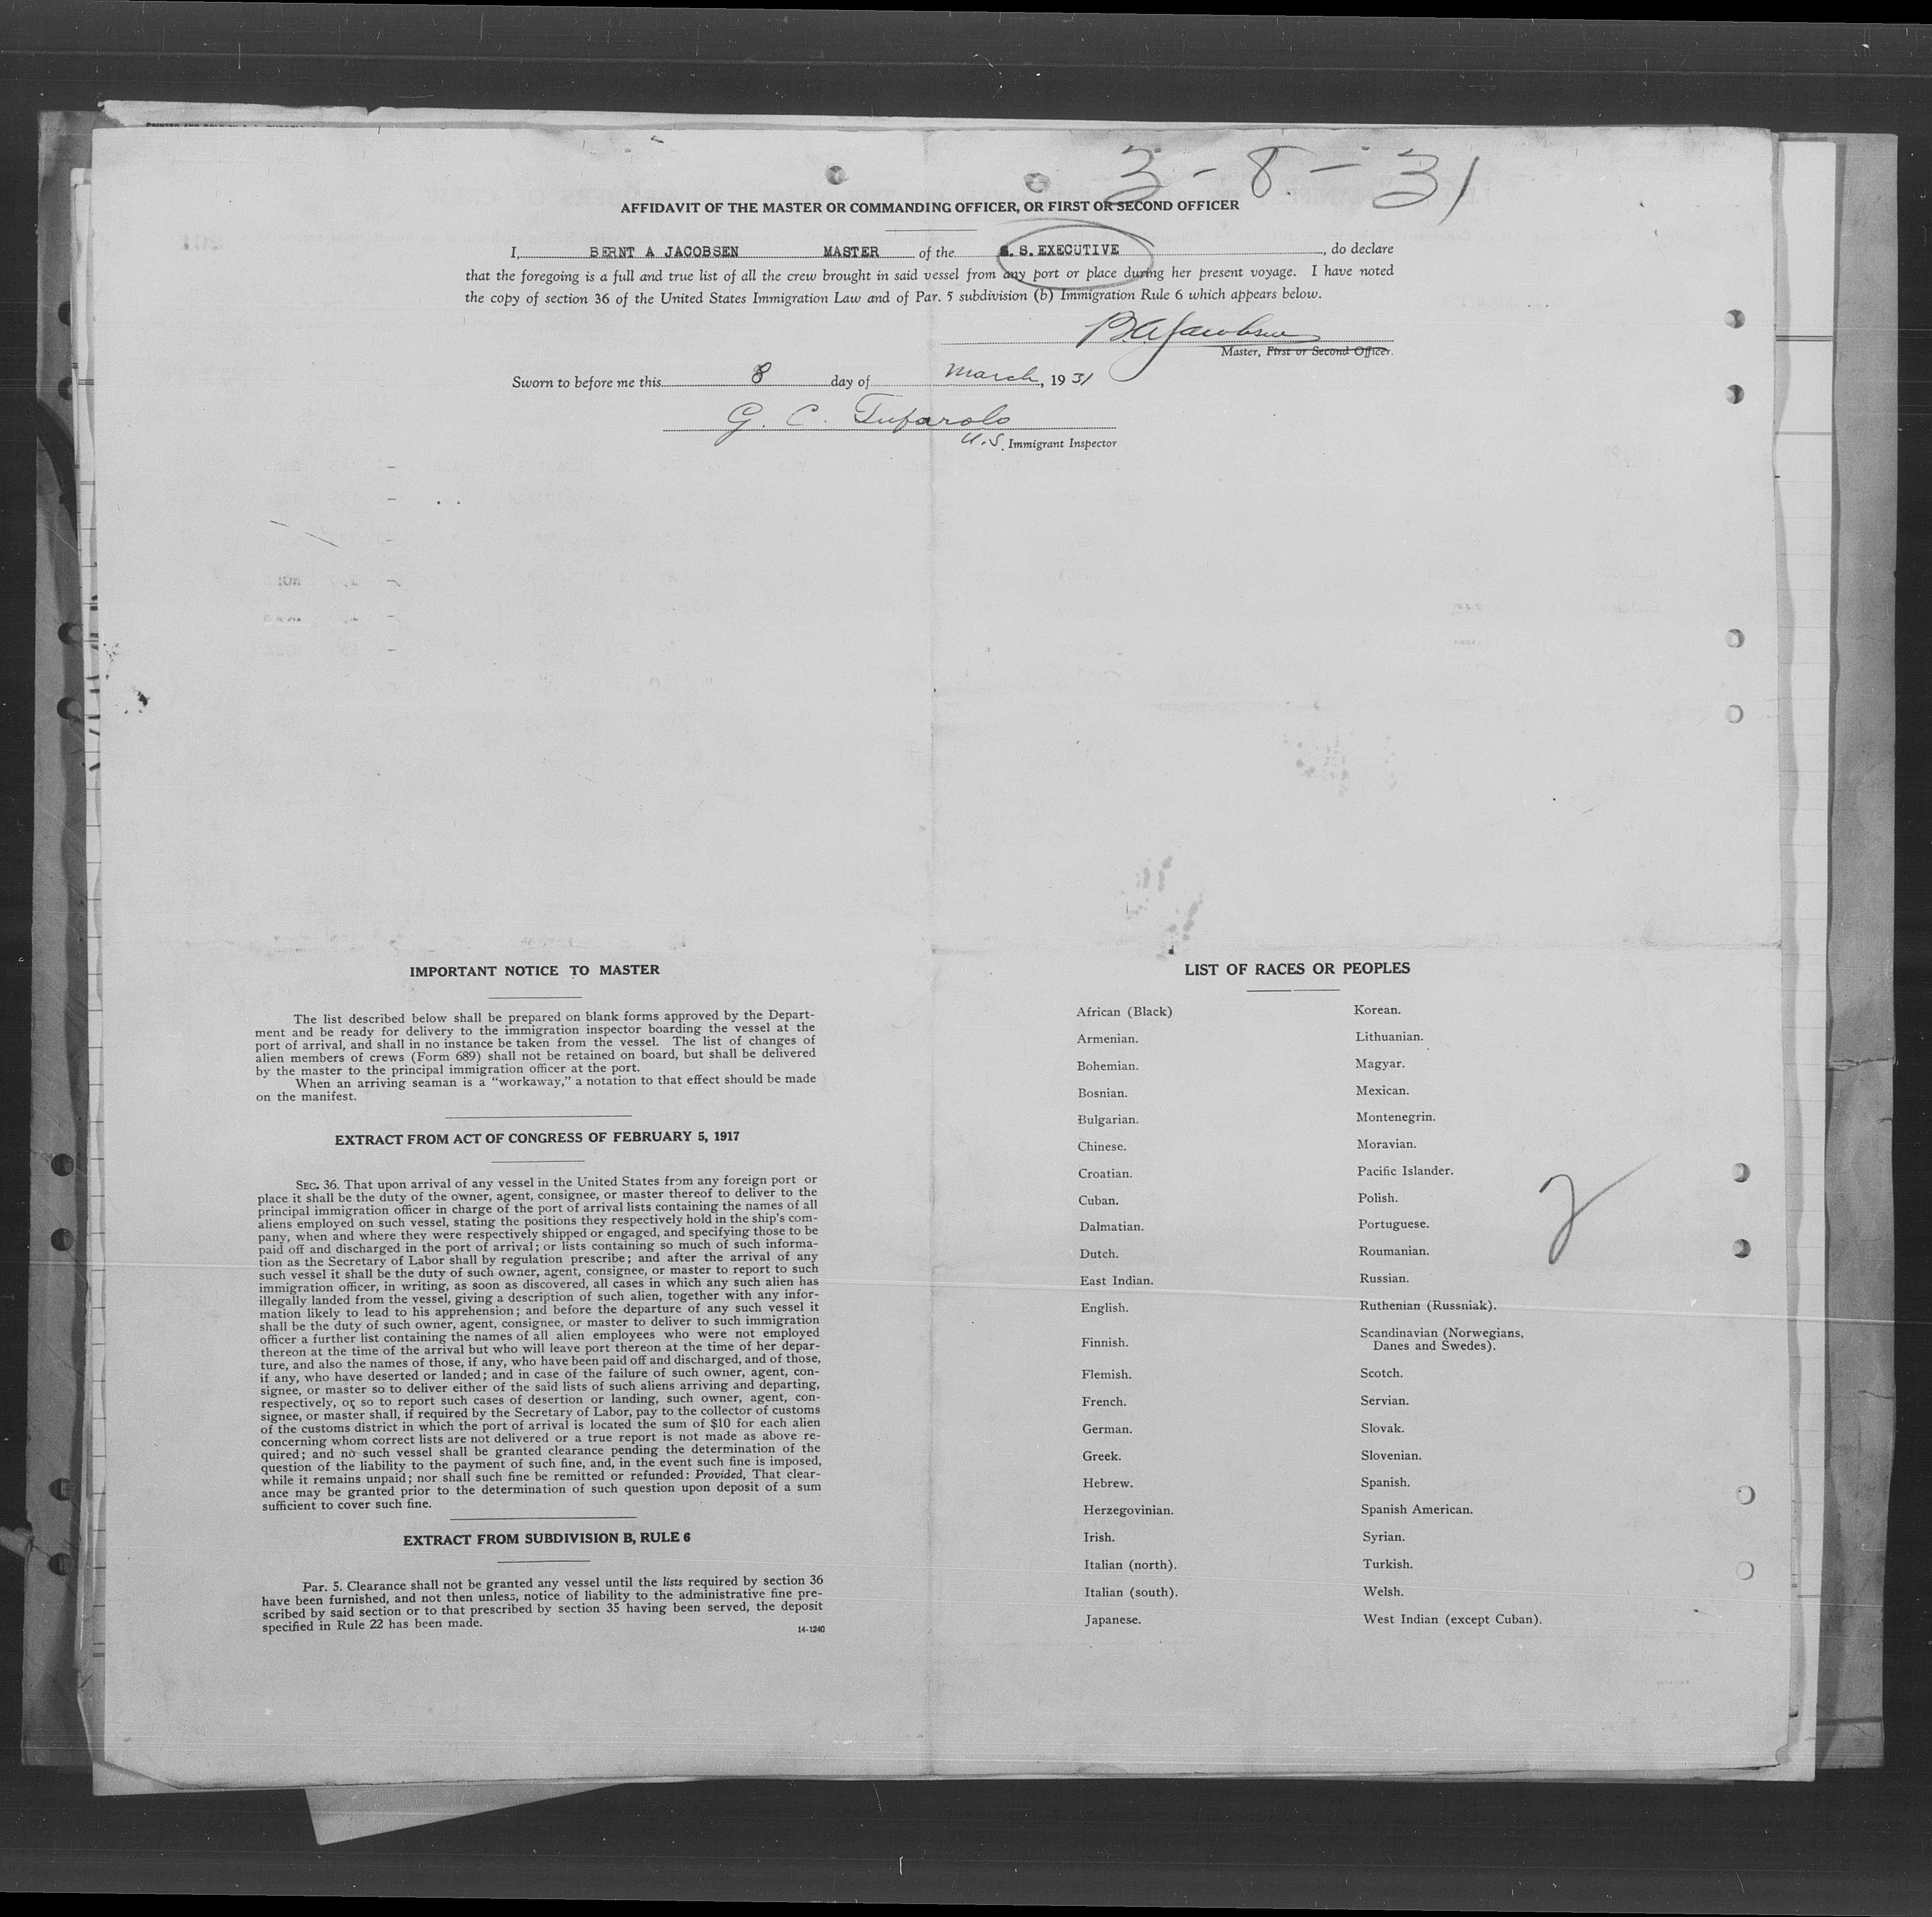 3-8-31
AFFIDAVIT OF THE MASTER OR COMMANDING OFFICER, OR FIRST OR SECOND OFFICER
I, BERNT A JACOBSEN MASTER of the S. S. EXECUTIVE, do declare
that the foregoing is a full and true list of all the crew brought in said vessel from any port or place during her present voyage. I have noted
the copy of section 36 of the United States Immigration Law and of Par. 5 subdivision (b) Immigration Rule 6 which appears below.
B.A. Jacobsen
Master, First or Second Officer.
Sworn to before me this 8 day of March, 1931
G. C. Tufarolo
U.S. Immigrant Inspector
IMPORTANT NOTICE TO MASTER
The list described below shall be prepared on blank forms approved by the Depart-
ment and be ready for delivery to the immigration inspector boarding the vessel at the
port of arrival, and shall in no instance be taken from the vessel. The list of changes of
alien members of crews (Form 689) shall not be retained on board, but shall be delivered
by the master to the principal immigration officer at the port.
When an arriving seaman is a “workaway,” a notation to that effect should be made
on the manifest.
EXTRACT FROM ACT OF CONGRESS OF FEBRUARY 5, 1917
SEC. 36. That upon arrival of any vessel in the United States from any foreign port or
place it shall be the duty of the owner, agent, consignee, or master thereof to deliver to the
principal immigration officer in charge of the port of arrival lists containing the names of all
aliens employed on such vessel, stating the positions they respectively hold in the ship's com-
pany, when and where they were respectively shipped or engaged, and specifying those to be
paid off and discharged in the port of arrival; or lists containing so much of such informa-
tion as the Secretary of Labor shall by regulation prescribe; and after the arrival of any
such vessel it shall be the duty of such owner, agent, consignee, or master to report to such
immigration officer, in writing, as soon as discovered, all cases in which any such alien has
illegally landed from the vessel, giving a description of such alien, together with any infor-
mation likely to lead to his apprehension; and before the departure of any such vessel it
shall be the duty of such owner, agent, consignee, or master to deliver to such immigration
officer a further list containing the names of all alien employees who were not employed
thereon at the time of the arrival but who will leave port thereon at the time of her depar-
ture, and also the names of those, if any, who have been paid off and discharged, and of those,
if any, who have deserted or landed; and in case of the failure of such owner, agent, con-
signee, or master so to deliver either of the said lists of such aliens arriving and departing,
respectively, or so to report such cases of desertion or landing, such owner, agent, con-
signee, or master shall, if required by the Secretary of Labor, pay to the collector of customs
of the customs district in which the port of arrival is located the sum of $10 for each alien
concerning whom correct lists are not delivered or a true report is not made as above re-
quired; and no such vessel shall be granted clearance pending the determination of the
question of the liability to the payment of such fine, and, in the event such fine is imposed,
while it remains unpaid; nor shall such fine be remitted or refunded: Provided, That clear-
ance may be granted prior to the determination of such question upon deposit of a sum
sufficient to cover such fine.
EXTRACT FROM SUBDIVISION B, RULE 6
Par. 5. Clearance shall not be granted any vessel until the lists required by section 36
have been furnished, and not then unless, notice of liability to the administrative fine pre-
scribed by said section or to that prescribed by section 35 having been served, the deposit
specified in Rule 22 has been made.
14-1240
LIST OF RACES OR PEOPLES
African (Black)
Armenian.
Bohemian.
Bosnian.
Bulgarian.
Chinese.
Croatian.
Cuban.
Dalmatian.
Dutch.
East Indian.
English.
Finnish.
Flemish.
French.
German.
Greek.
Hebrew.
Herzegovinian.
Irish.
Italian (north).
Italian (south).
Japanese.
Korean.
Lithuanian.
Magyar.
Mexican.
Montenegrin.
Moravian.
Pacific Islander.
Polish.
Portuguese.
Roumanian.
Russian.
Ruthenian (Russniak).
Scandinavian (Norwegians,
Danes and Swedes).
Scotch.
Servian.
Slovak.
Slovenian.
Spanish.
Spanish American.
Syrian.
Turkish.
Welsh.
West Indian (except Cuban).
2